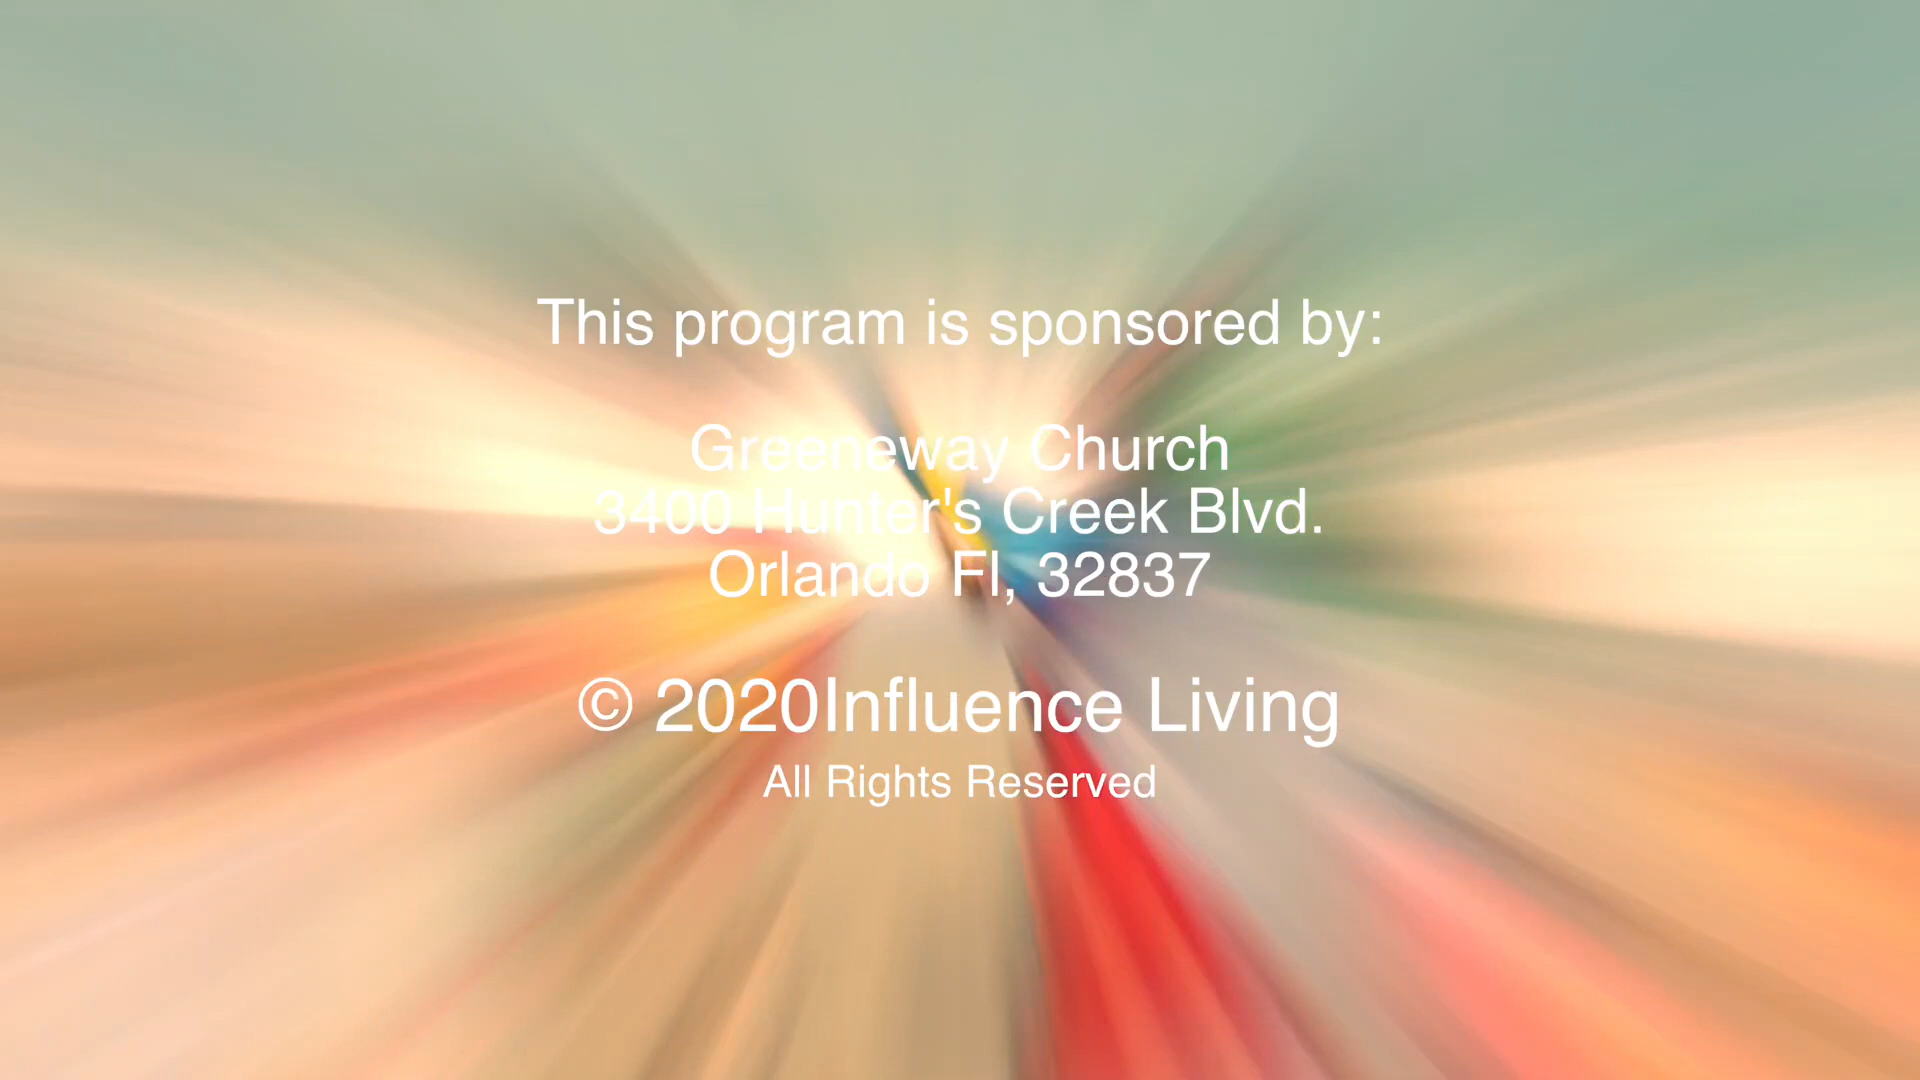 This program is sponsored by:
Greeneway Church
3400 Hunter's Creek Blvd.
Orlando Fl, 32837
© 2020Influence Living
All Rights Reserved